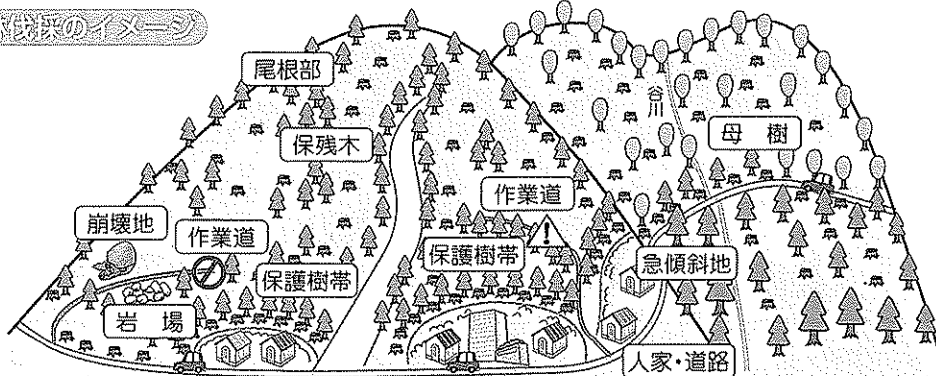 伐採のイメージ
尾根部
保残木
谷川
母樹
作業道
崩壊地
作業道
保護樹帯
保護樹帯
急傾斜地
岩場
人家・道路